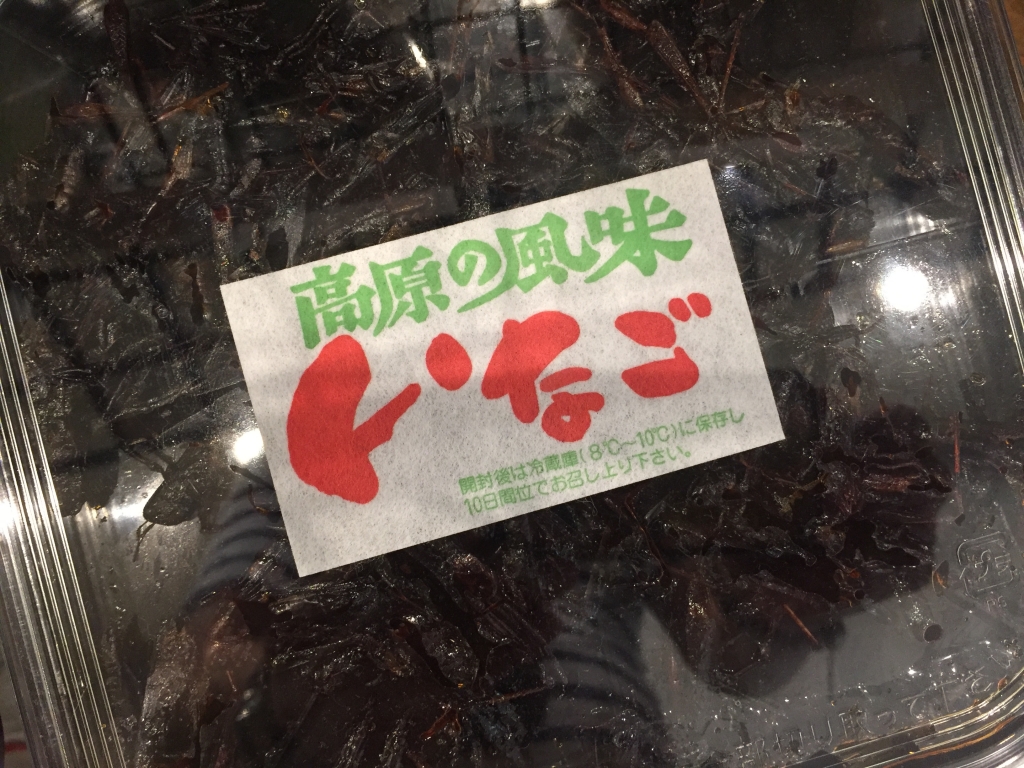 高原の風味
いなご
開封後は冷蔵庫(8℃〜10℃)に保存し
10日間位でお召し上り下さい。